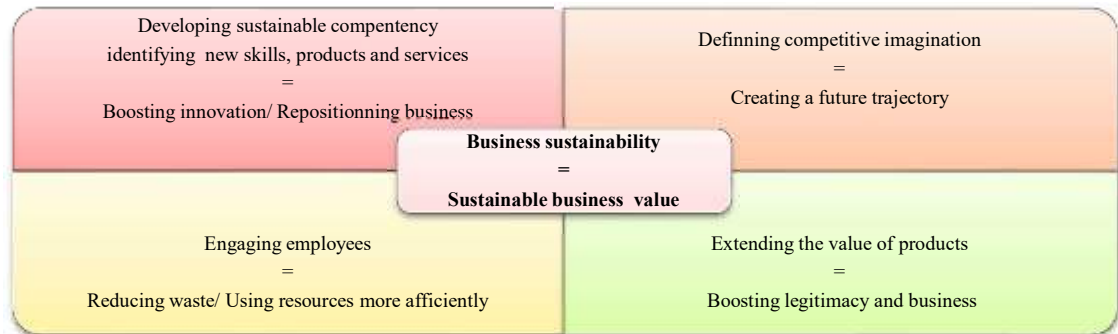 Developing sustainable compentency
identifying new skills, products and services
=
Boosting innovation/ Repositionning business
Definning competitive imagination
=
Creating a future trajectory
Business sustainability
=
Sustainable business value
Engaging employees
=
Reducing waste/ Using resources more afficiently
Extending the value of products
=
Boosting legitimacy and business